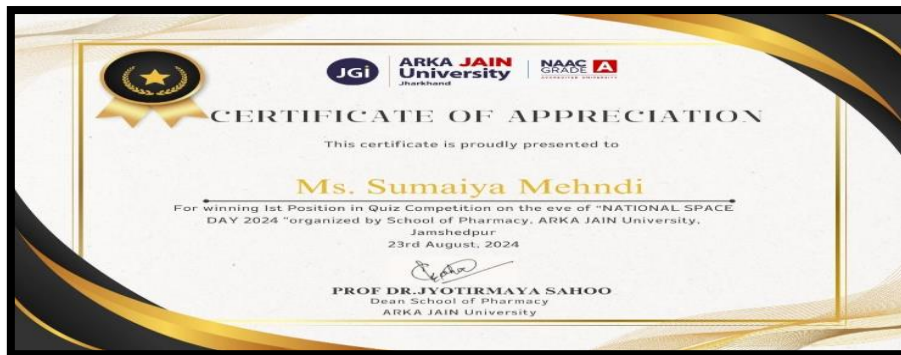 JGi
ARKA JAIN
University
Jharkhand
NAAC
GRADE A
ACCREDITED UNIVERSITY
CERTIFICATE OF APPRECIATION
This certificate is proudly presented to
Ms. Sumaiya Mehndi
For winning Ist Position in Quiz Competition on the eve of "NATIONAL SPACE
DAY 2024 "organized by School of Pharmacy, ARKA JAIN University,
Jamshedpur
23rd August, 2024
PROF DR.JYOTIRMAYA SAHOO
Dean School of Pharmacy
ARKA JAIN University